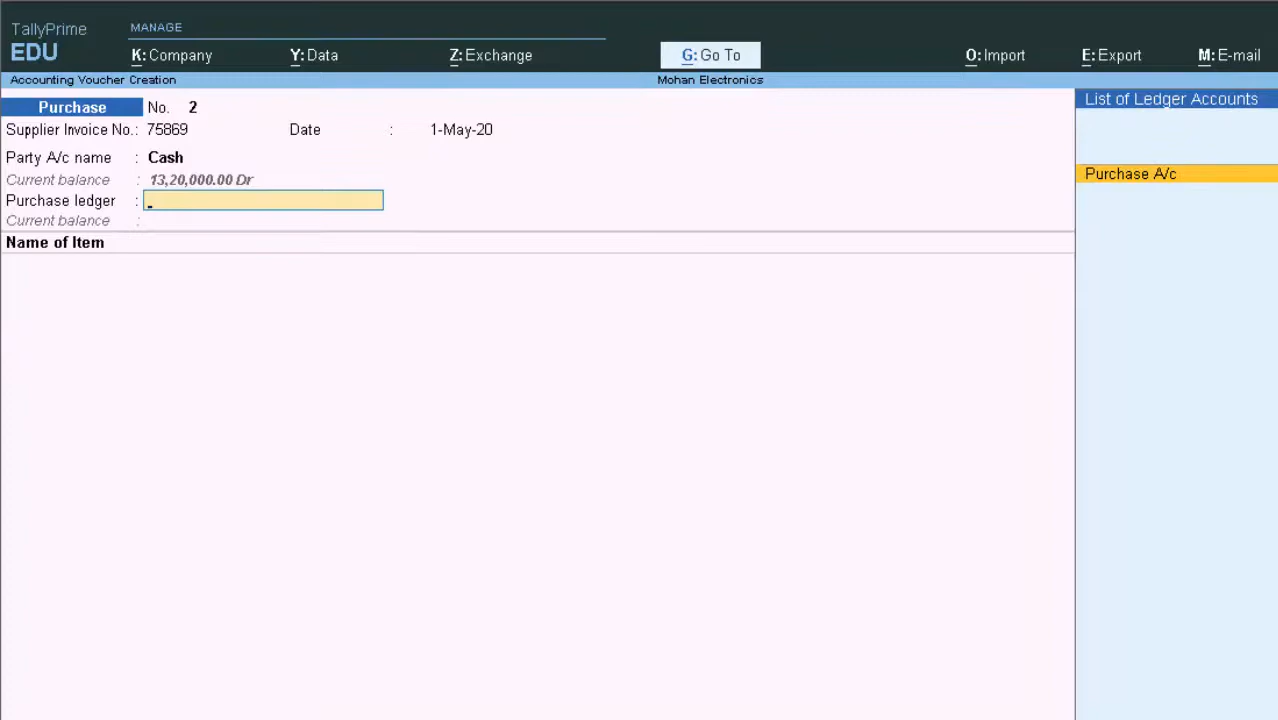 TallyPrime
EDU
MANAGE
K: Company Y: Data Z: Exchange G: Go To O: Import E: Export M: E-mail
Accounting Voucher Creation Mohan Electronics
Purchase No. 2
Supplier Invoice No.: 75869 Date : 1-May-20
Party A/c name : Cash
Current balance : 13,20,000.00 Dr
Purchase ledger :
Current balance :
Name of Item
List of Ledger Accounts
Purchase A/c